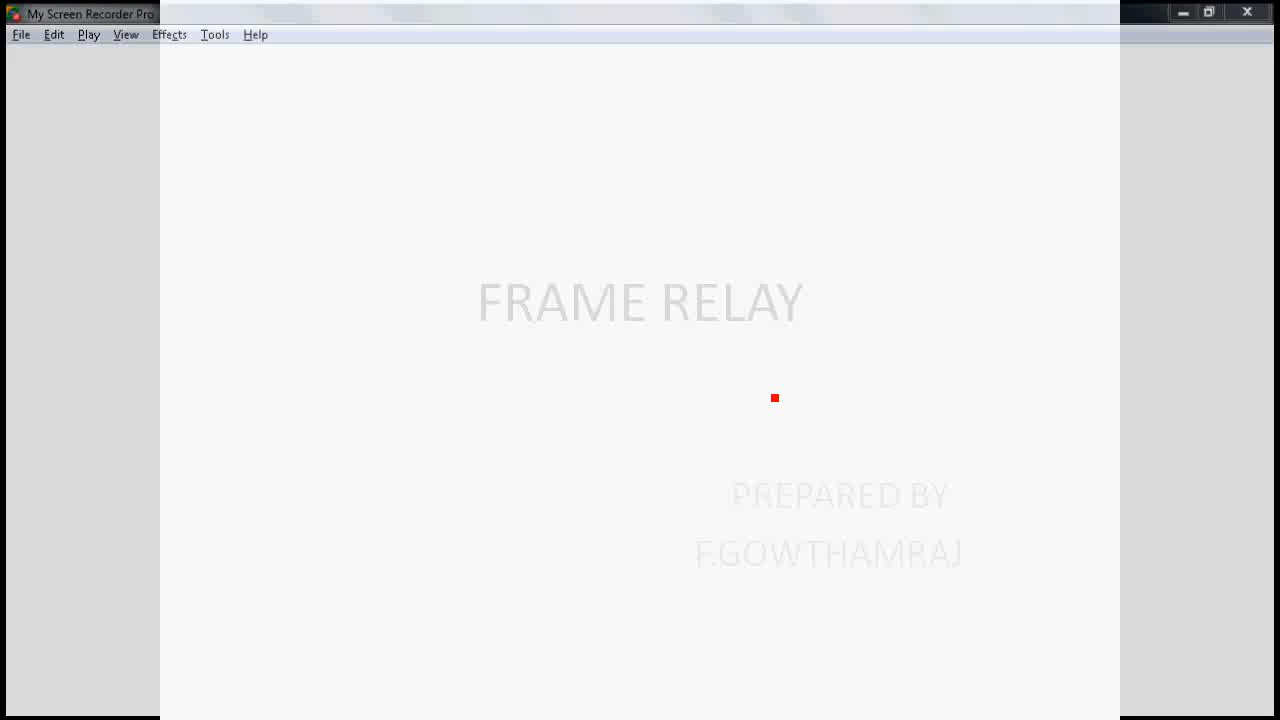 My Screen Recorder Pro
File Edit Play View Effects Tools Help
FRAME RELAY
PREPARED BY
F.GOWTHAMRAJ